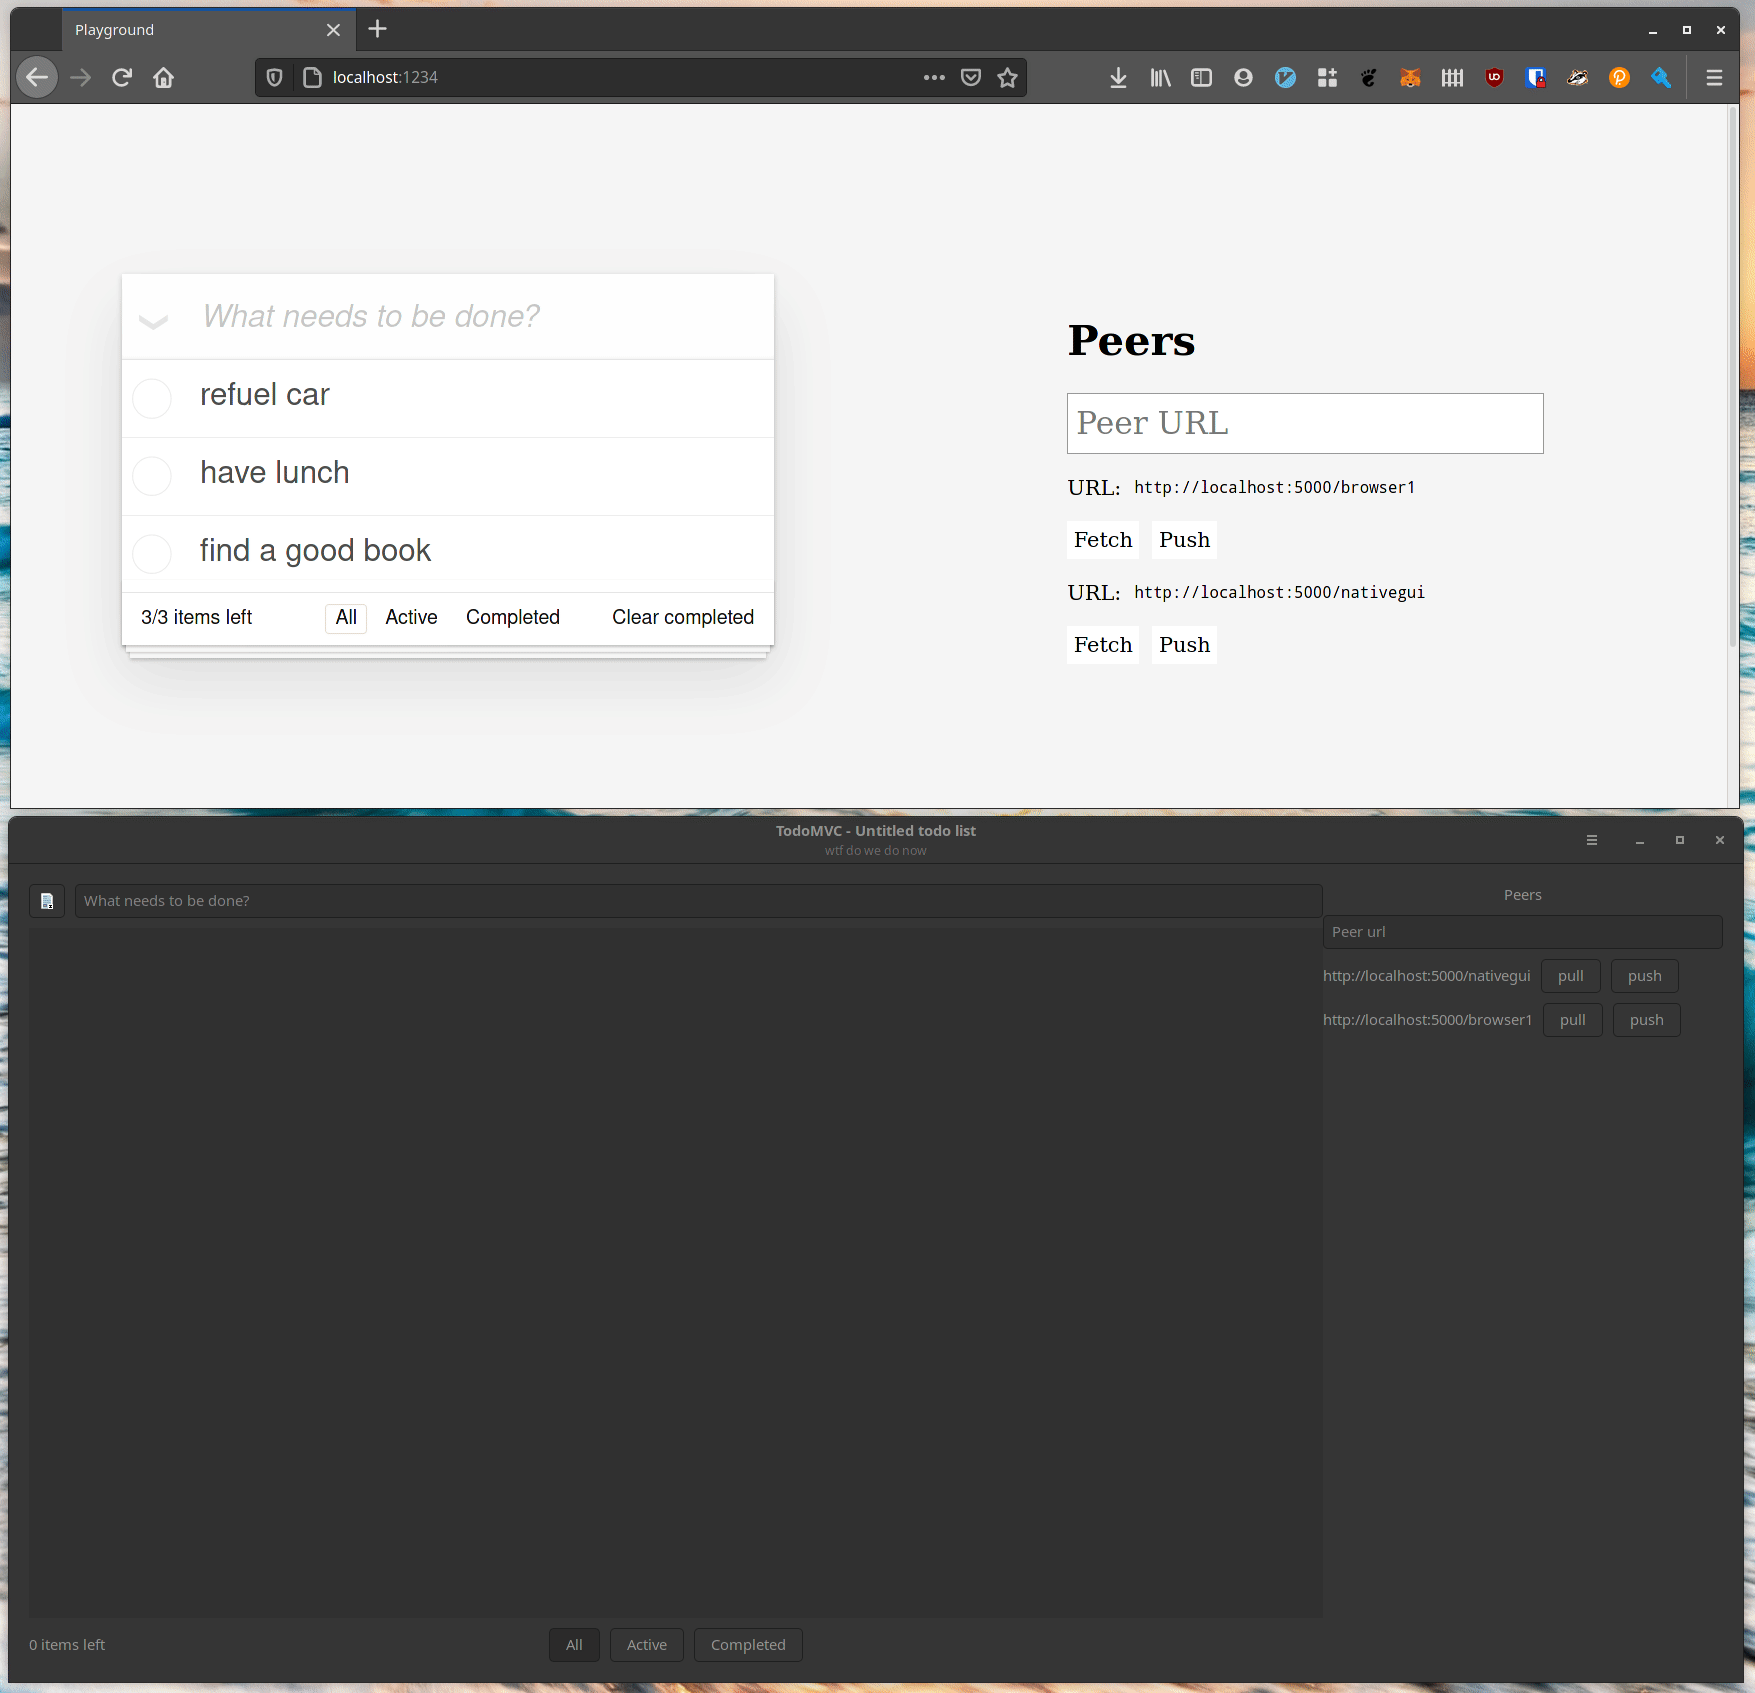 Playground
localhost:1234
What needs to be done?
refuel car
have lunch
find a good book
3/3 items left All Active Completed Clear completed
Peers
Peer URL
URL: http://localhost:5000/browser1
Fetch Push
URL: http://localhost:5000/nativegui
Fetch Push
TodoMVC - Untitled todo list
wtf do we do now
What needs to be done?
Peers
Peer url
http://localhost:5000/nativegui pull push
http://localhost:5000/browser1 pull push
0 items left All Active Completed